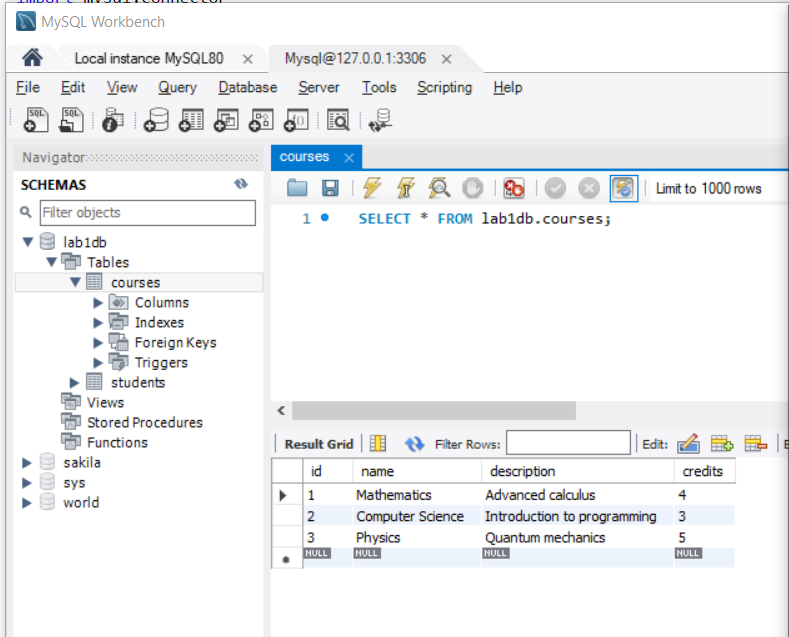 import mysql.connector
MySQL Workbench
Local instance MySQL80 Mysql@127.0.0.1:3306
File Edit View Query Database Server Tools Scripting Help
Navigator
SCHEMAS
Filter objects
lab1db
Tables
courses
Columns
Indexes
Foreign Keys
Triggers
students
Views
Stored Procedures
Functions
sakila
sys
world
courses
Limit to 1000 rows
1 SELECT * FROM lab1db.courses;
Result Grid Filter Rows: Edit:
id name description credits
1 Mathematics Advanced calculus 4
2 Computer Science Introduction to programming 3
3 Physics Quantum mechanics 5
NULL NULL NULL NULL